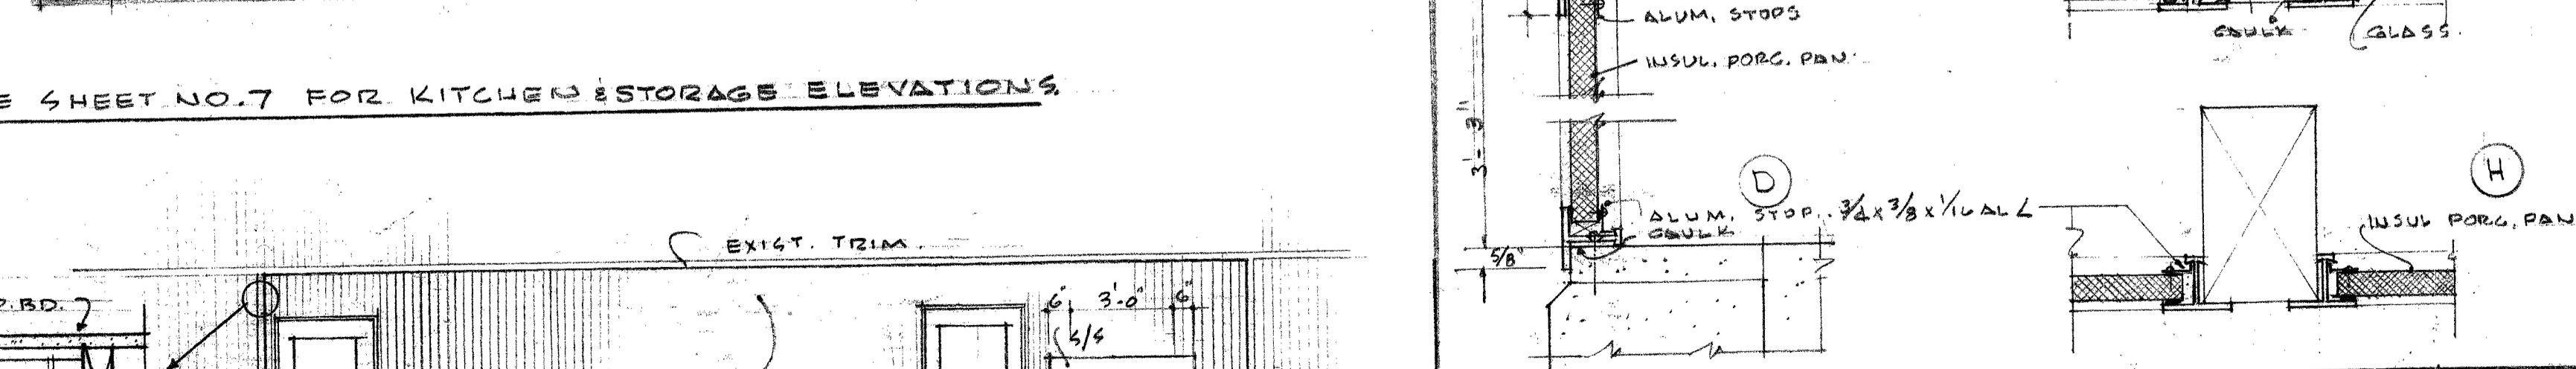 E SHEET NO.7 FOR KITCHEN & STORAGE ELEVATIONS.
EXIST. TRIM.
P. BD.
6" 3'-0" 6"
S/S
ALUM. STOPS
INSUL. PORC. PAN.
3'-3"
D
ALUM. STOP.
CAULK
5/8"
3/4 x 3/8 x 1/16 AL L
CAULK
GLASS.
H
INSUL PORC. PAN